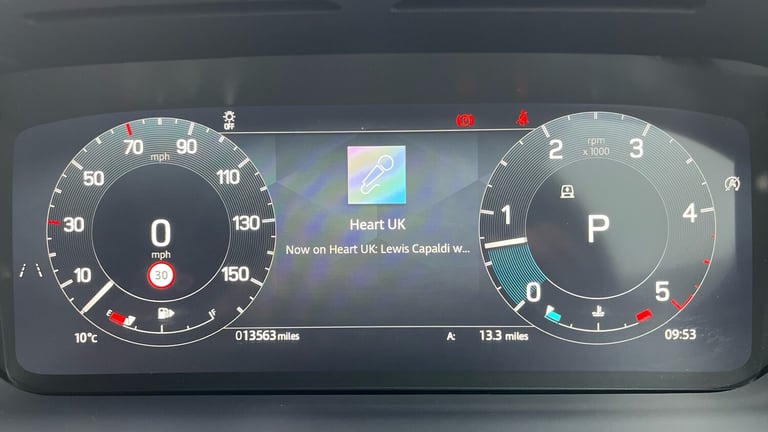 OFF
70
90
mph
50
110
30
130
0
mph
30
10
150
E
F
10°c
Heart UK
Now on Heart UK: Lewis Capaldi w...
013563 miles
A: 13.3 miles
2
3
rpm
x 1000
1
4
P
0
5
09:53